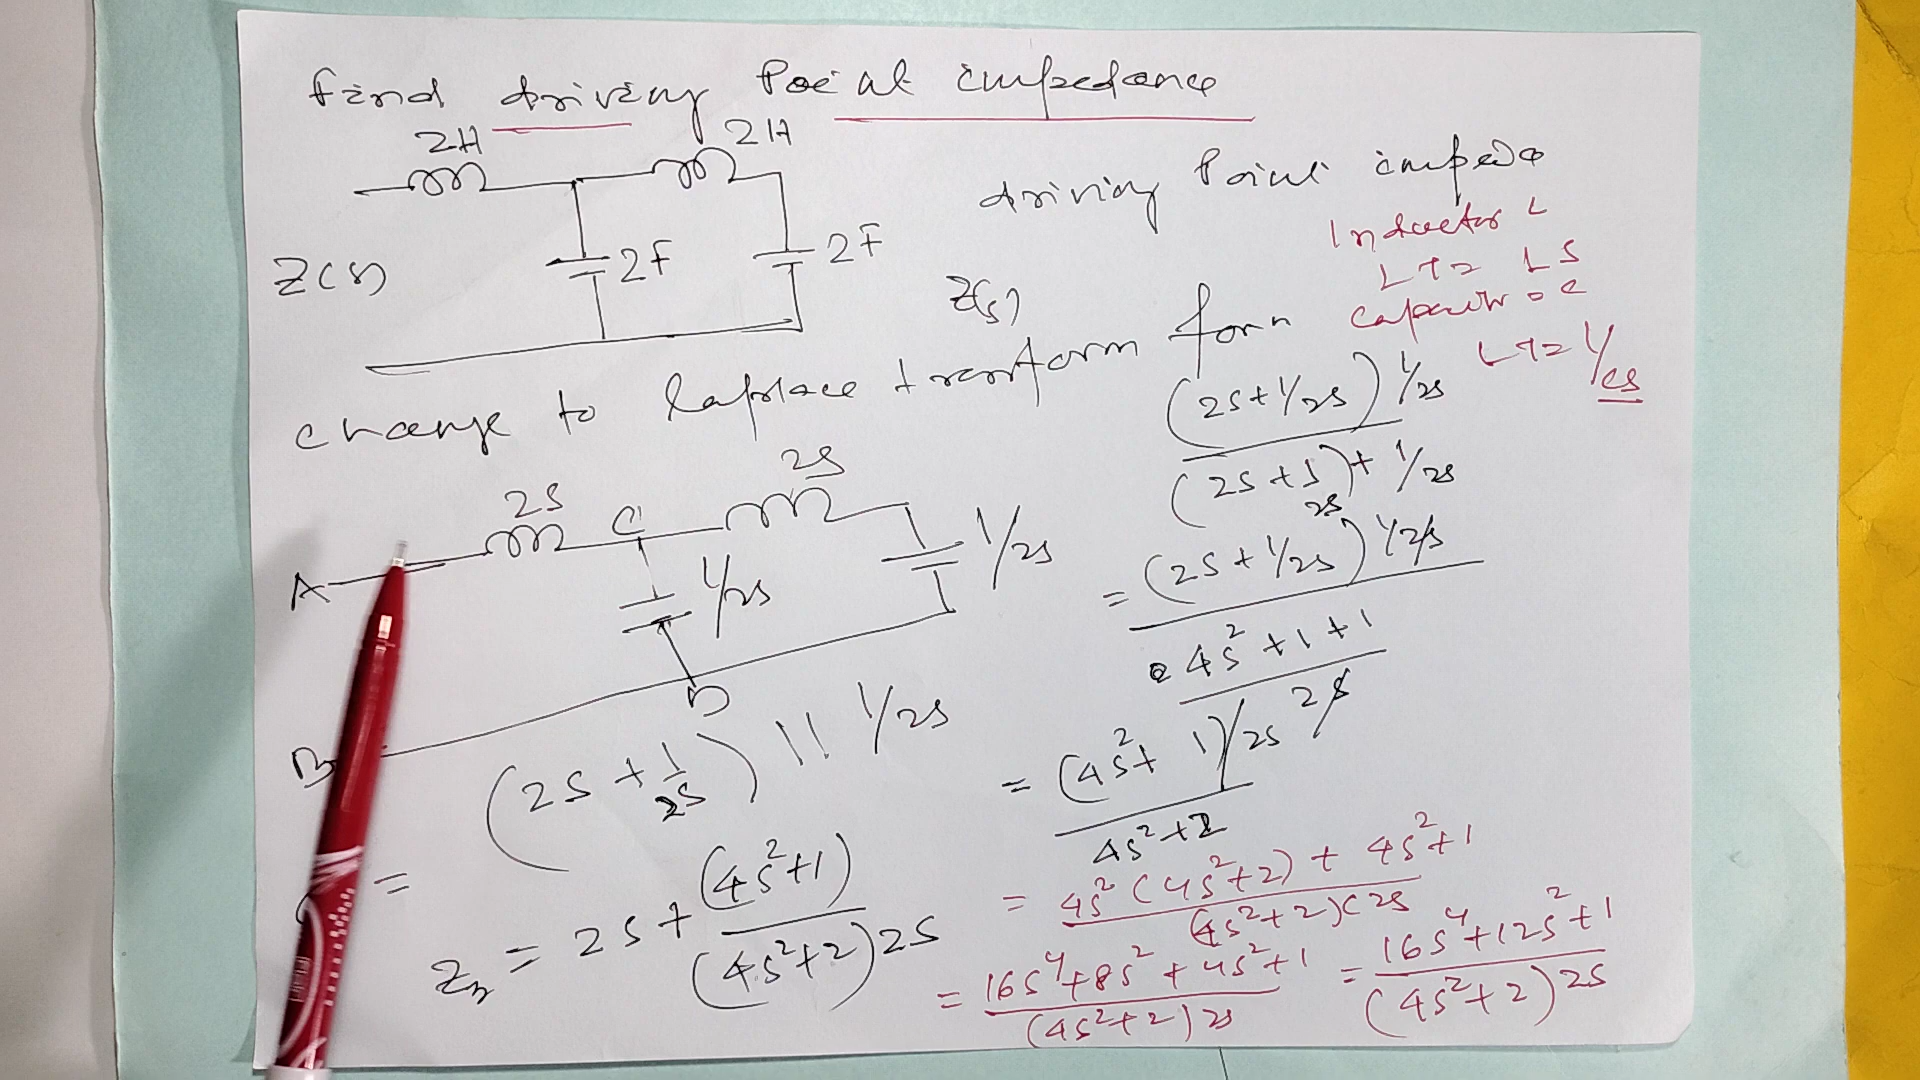 find driving Point impedance
2H 2H
Z(s) 2F 2F
driving Point impeda
Z(s)
Inductor L
LT= LS
Capacitor = C
LT= 1/cs
change to Laplace transform form
A 2S C 2S
1/2s 1/2s
B D
(2s + 1/2s) || 1/2s
(2s+1/2s) 1/2s
(2s + 1/2s) + 1/2s
= (2s + 1/2s) 1/2s
4s² + 1 + 1
2s
= (4s² + 1)/2s
4s²+2
=
Zn = 2s + (4s²+1)
(4s²+2)2s
= 4s² (4s²+2) + 4s²+1
(4s²+2)(2s
= 16s⁴+8s² + 4s²+1
(4s²+2)2s
= 16s⁴+12s²+1
(4s²+2)2s